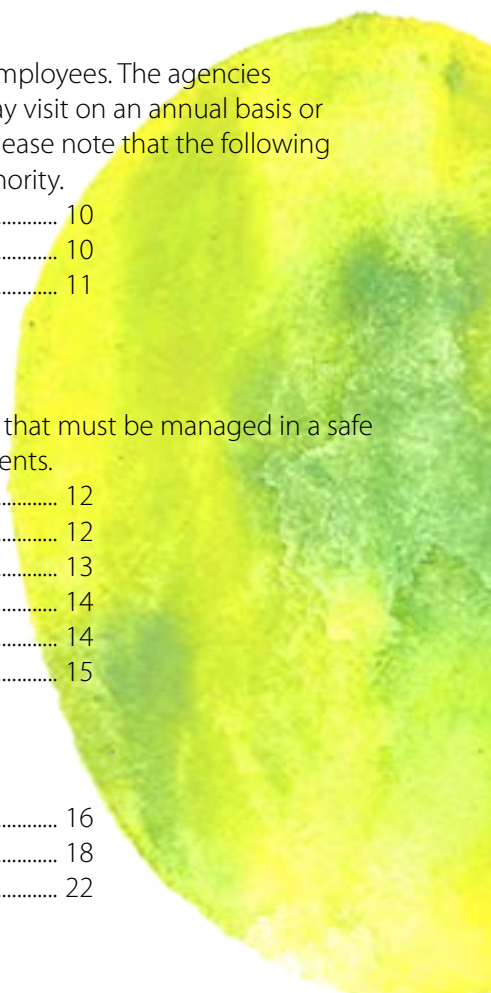 mployees. The agencies
ay visit on an annual basis or
lease note that the following
hority.
............ 10
............ 10
............ 11
that must be managed in a safe
ents.
............ 12
............ 12
............ 13
............ 14
............ 14
............ 15
............ 16
............ 18
............ 22